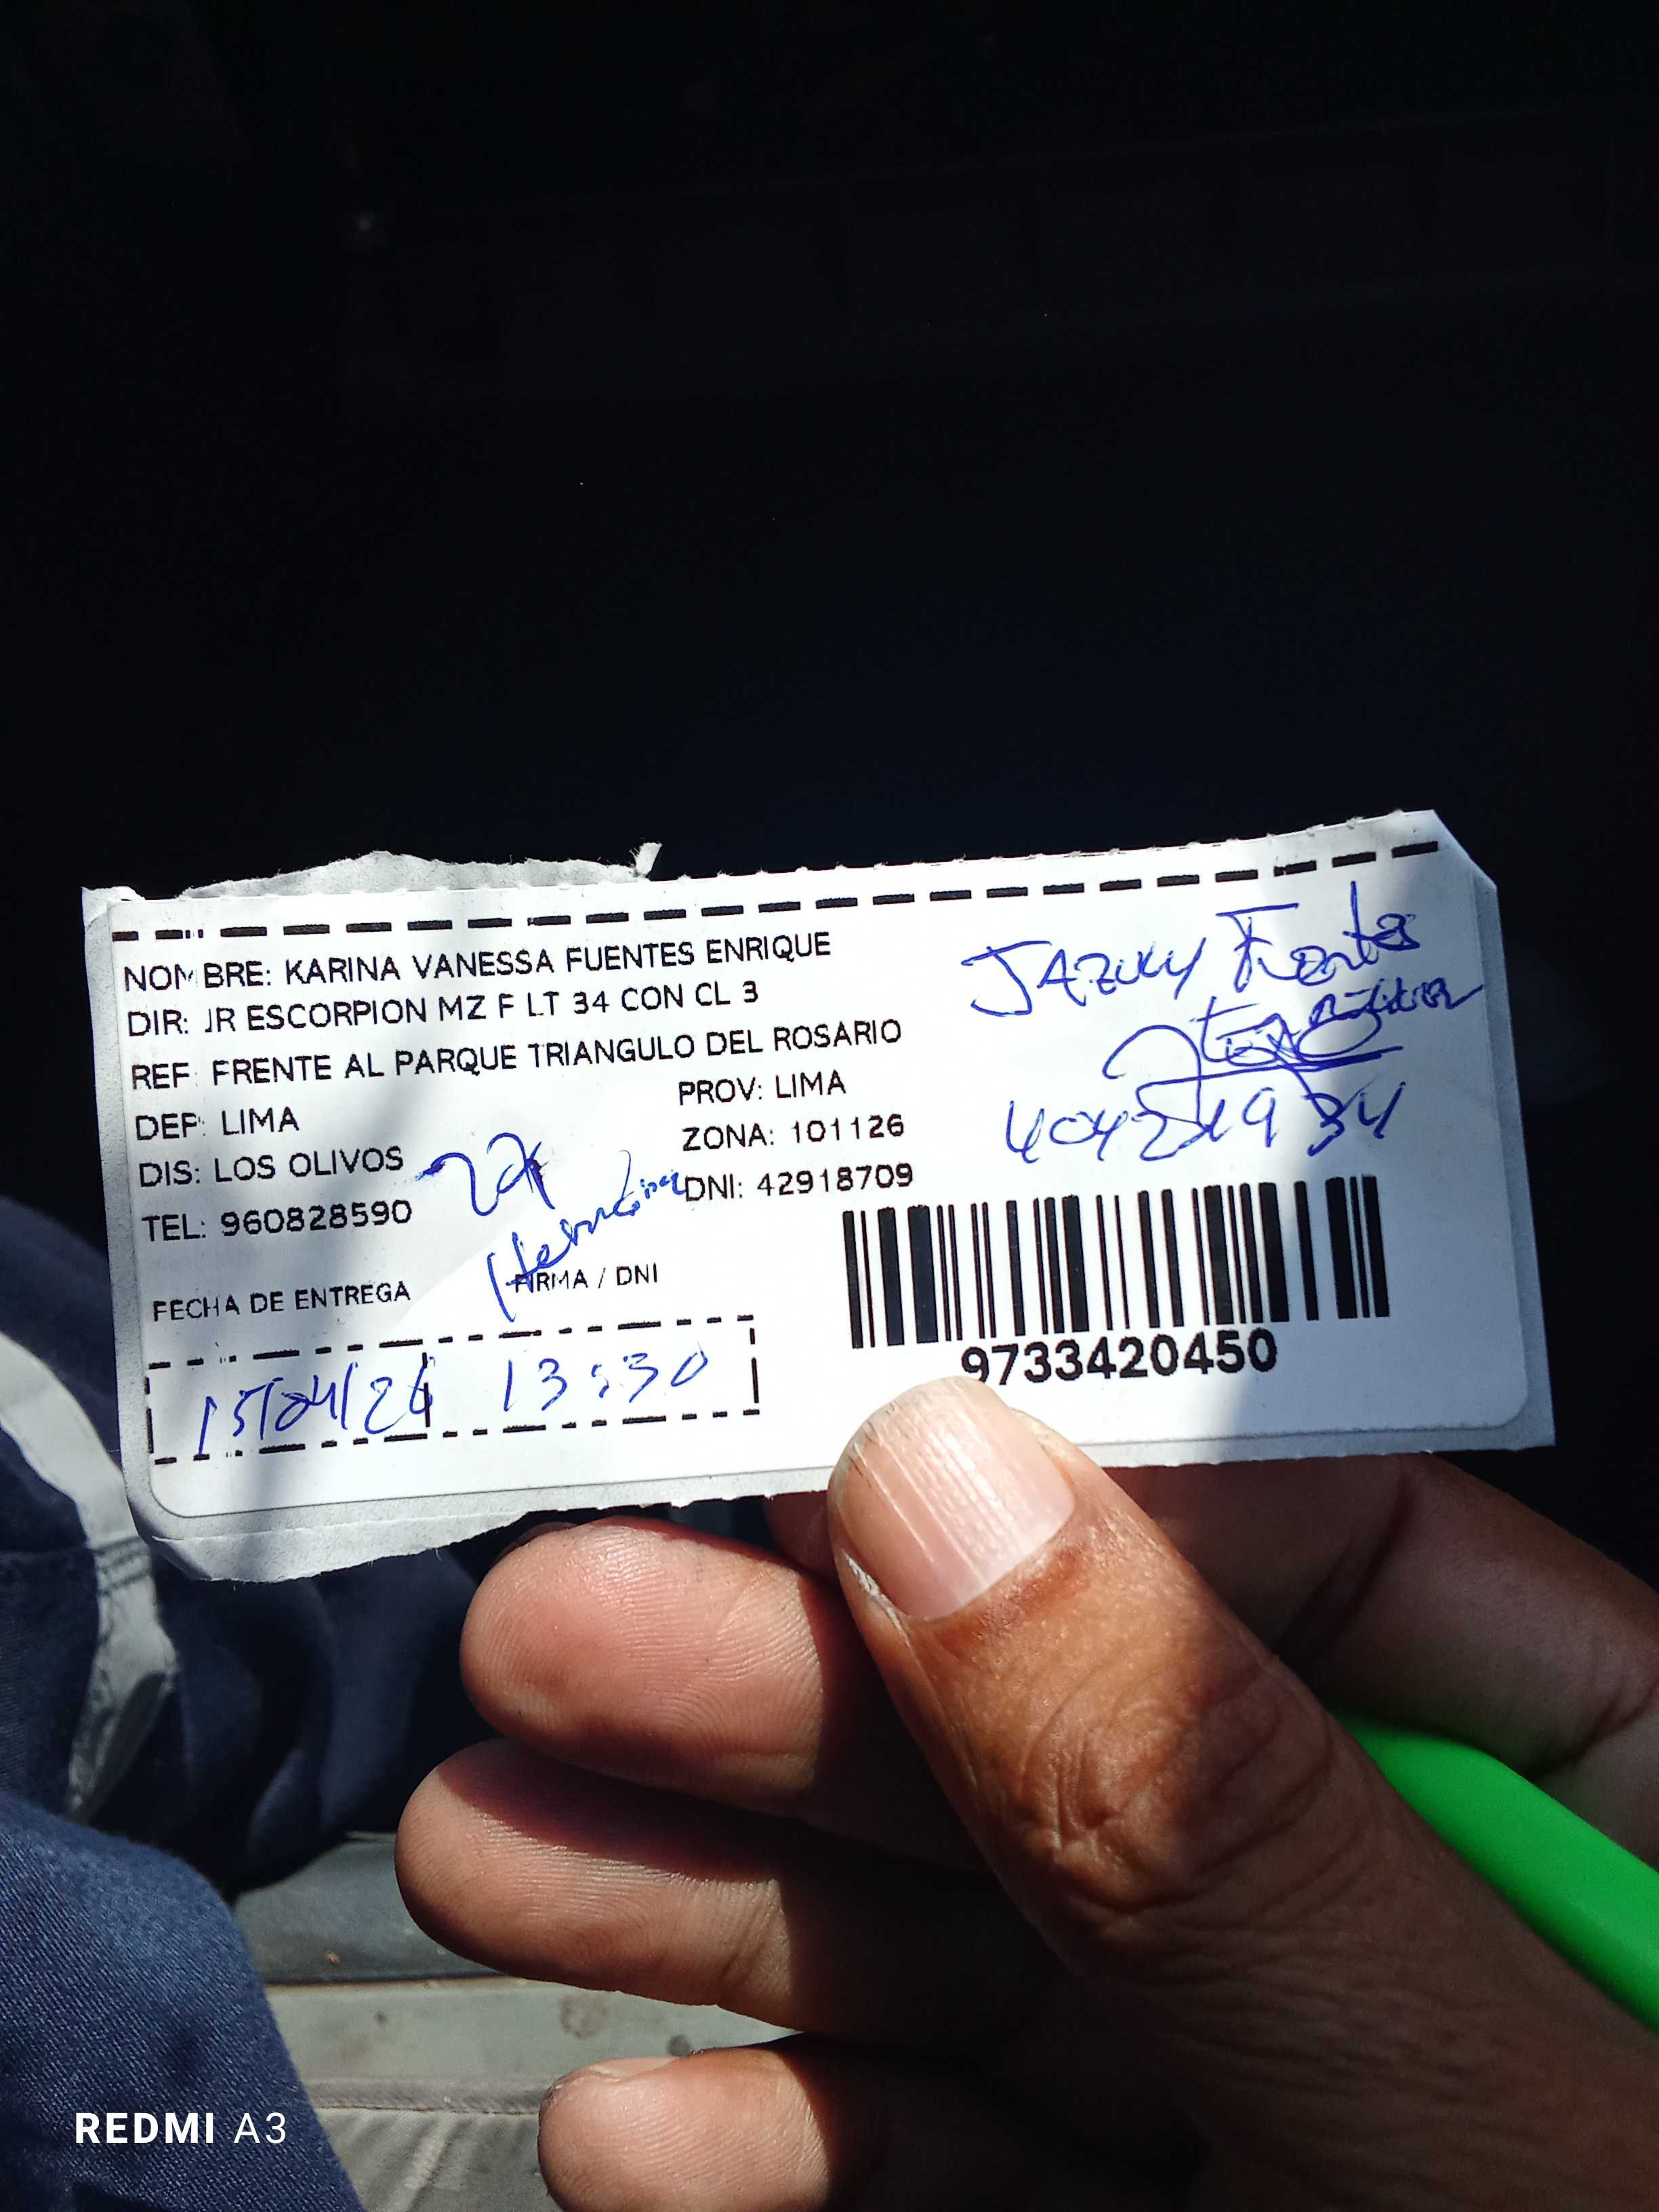 NOMBRE: KARINA VANESSA FUENTES ENRIQUE
DIR: JR ESCORPION MZ F LT 34 CON CL 3
REF: FRENTE AL PARQUE TRIANGULO DEL ROSARIO
DEP: LIMA
PROV: LIMA
DIS: LOS OLIVOS
ZONA: 101126
TEL: 960828590
DNI: 42918709
FECHA DE ENTREGA
FIRMA / DNI
15/04/26
13:30
Fuentes
9733420450
REDMI A3